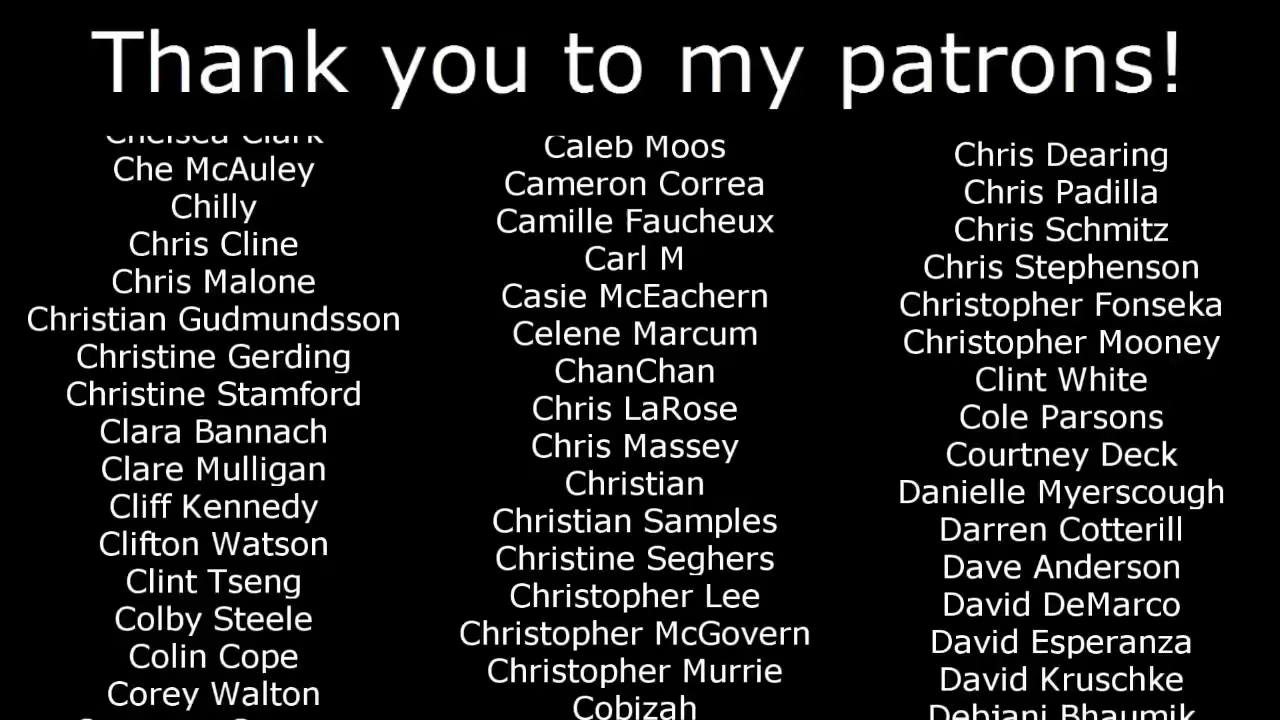 Thank you to my patrons!
Chelsea Clark
Che McAuley
Chilly
Chris Cline
Chris Malone
Christian Gudmundsson
Christine Gerding
Christine Stamford
Clara Bannach
Clare Mulligan
Cliff Kennedy
Clifton Watson
Clint Tseng
Colby Steele
Colin Cope
Corey Walton
Caleb Moos
Cameron Correa
Camille Faucheux
Carl M
Casie McEachern
Celene Marcum
ChanChan
Chris LaRose
Chris Massey
Christian
Christian Samples
Christine Seghers
Christopher Lee
Christopher McGovern
Christopher Murrie
Cobizah
Chris Dearing
Chris Padilla
Chris Schmitz
Chris Stephenson
Christopher Fonseka
Christopher Mooney
Clint White
Cole Parsons
Courtney Deck
Danielle Myerscough
Darren Cotterill
Dave Anderson
David DeMarco
David Esperanza
David Kruschke
Debjani Bhaumik